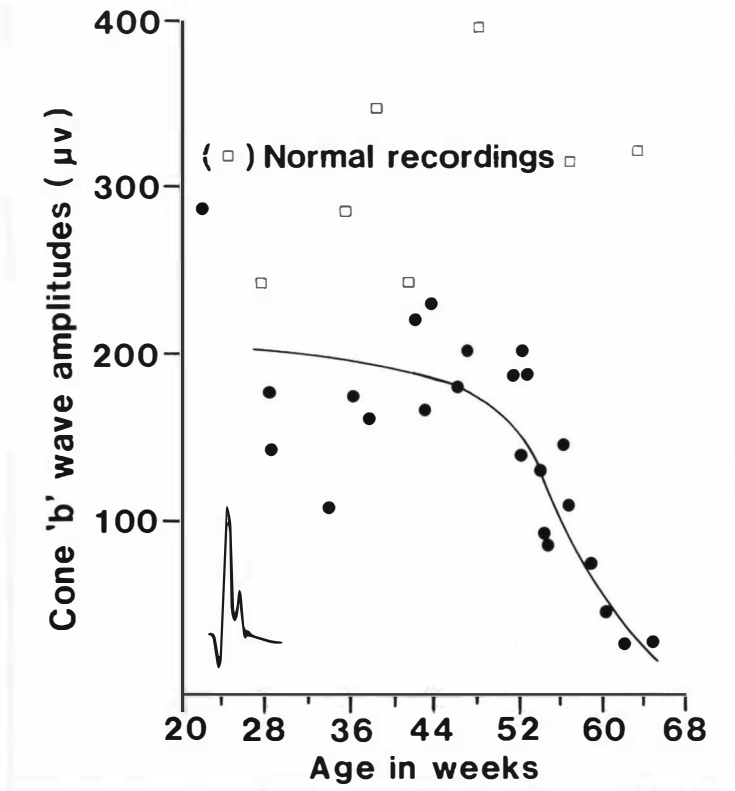 400
( □ ) Normal recordings
300
200
100
Cone 'b' wave amplitudes ( μv )
20 28 36 44 52 60 68
Age in weeks